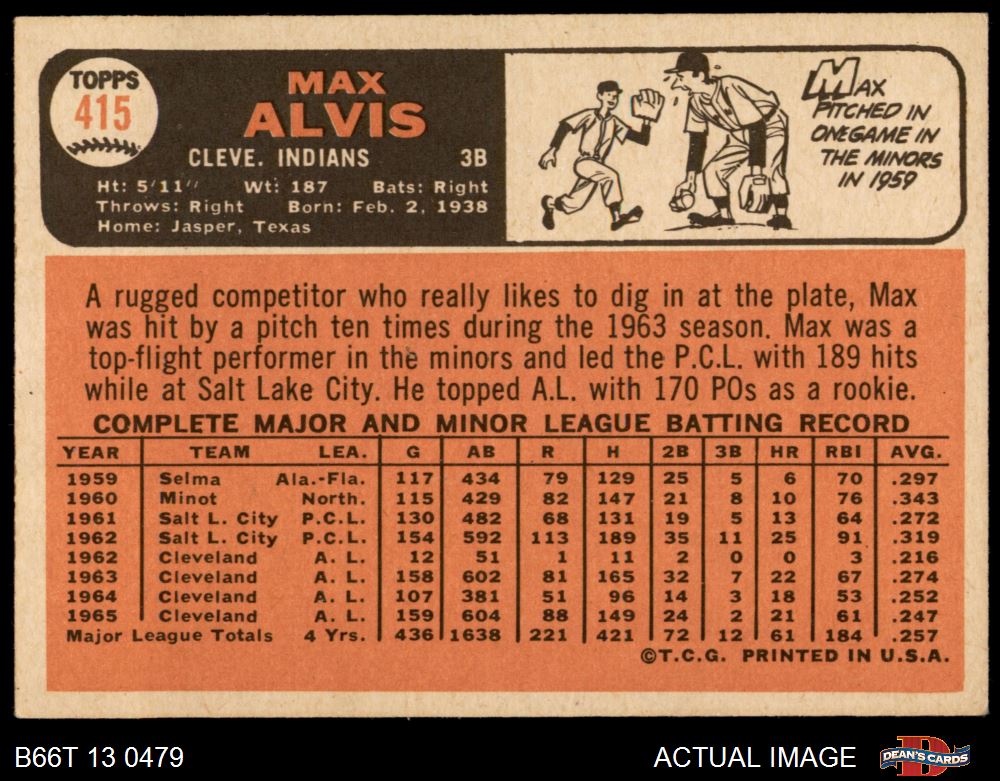 TOPPS
415
MAX
ALVIS
CLEVE. INDIANS 3B
Ht: 5'11" Wt: 187 Bats: Right
Throws: Right Born: Feb. 2, 1938
Home: Jasper, Texas
MAX
PITCHED IN
ONE GAME IN
THE MINORS
IN 1959
A rugged competitor who really likes to dig in at the plate, Max
was hit by a pitch ten times during the 1963 season. Max was a
top-flight performer in the minors and led the P.C.L. with 189 hits
while at Salt Lake City. He topped A.L. with 170 POs as a rookie.
COMPLETE MAJOR AND MINOR LEAGUE BATTING RECORD
YEAR TEAM LEA. G AB R H 2B 3B HR RBI AVG.
1959 Selma Ala.-Fla. 117 434 79 129 25 5 6 70 .297
1960 Minot North. 115 429 82 147 21 8 10 76 .343
1961 Salt L. City P.C.L. 130 482 68 131 19 5 13 64 .272
1962 Salt L. City P.C.L. 154 592 113 189 35 11 25 91 .319
1962 Cleveland A. L. 12 51 1 11 2 0 0 3 .216
1963 Cleveland A. L. 158 602 81 165 32 7 22 67 .274
1964 Cleveland A. L. 107 381 51 96 14 3 18 53 .252
1965 Cleveland A. L. 159 604 88 149 24 2 21 61 .247
Major League Totals 4 Yrs. 436 1638 221 421 72 12 61 184 .257
©T.C.G. PRINTED IN U.S.A.
B66T 13 0479 ACTUAL IMAGE DEAN'S CARDS